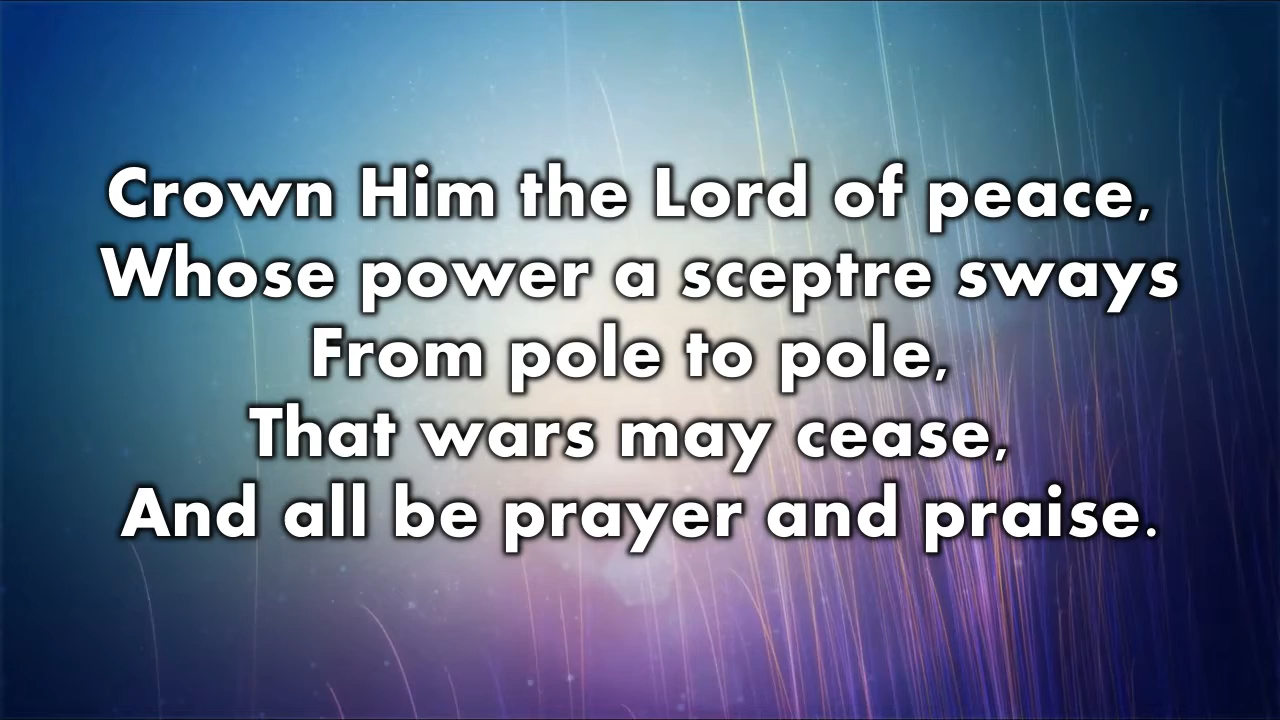 Crown Him the Lord of peace,
Whose power a sceptre sways
From pole to pole,
That wars may cease,
And all be prayer and praise.